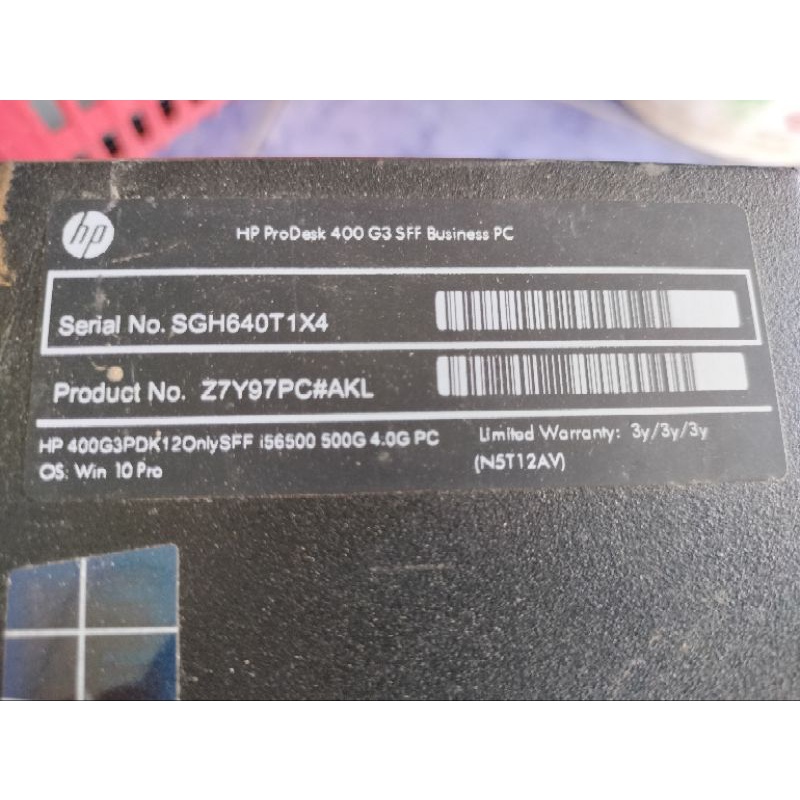 hp
HP ProDesk 400 G3 SFF Business PC
Serial No. SGH640T1X4
Product No. Z7Y97PC#AKL
HP 400G3PDK12OnlySFF i56500 500G 4.0G PC
OS: Win 10 Pro
Limited Warranty: 3y/3y/3y
(N5T12AV)